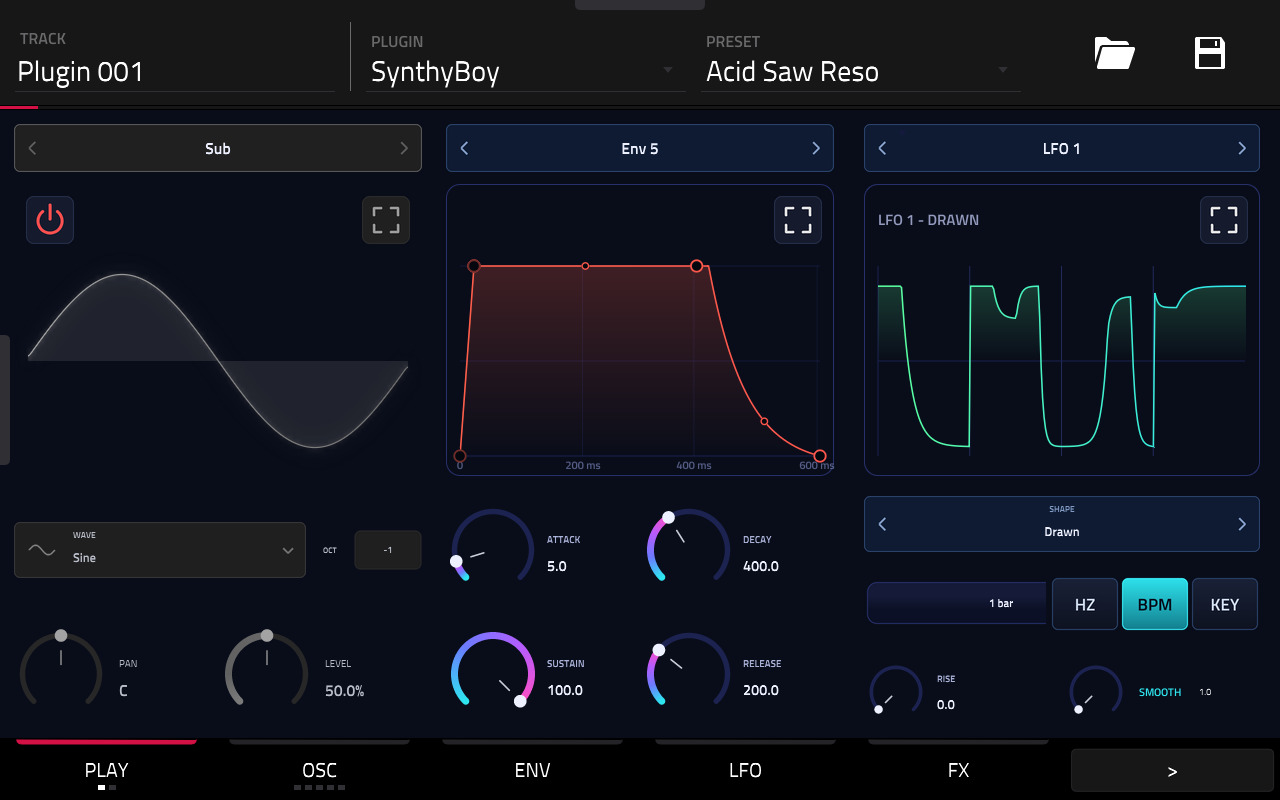 TRACK
Plugin 001
PLUGIN
SynthyBoy
PRESET
Acid Saw Reso
Sub
Env 5
LFO 1
LFO 1 - DRAWN
0
200 ms
400 ms
600 ms
WAVE
Sine
OCT
-1
ATTACK
5.0
DECAY
400.0
SHAPE
Drawn
1 bar
HZ
BPM
KEY
PAN
C
LEVEL
50.0%
SUSTAIN
100.0
RELEASE
200.0
RISE
0.0
SMOOTH
1.0
PLAY
OSC
ENV
LFO
FX
>